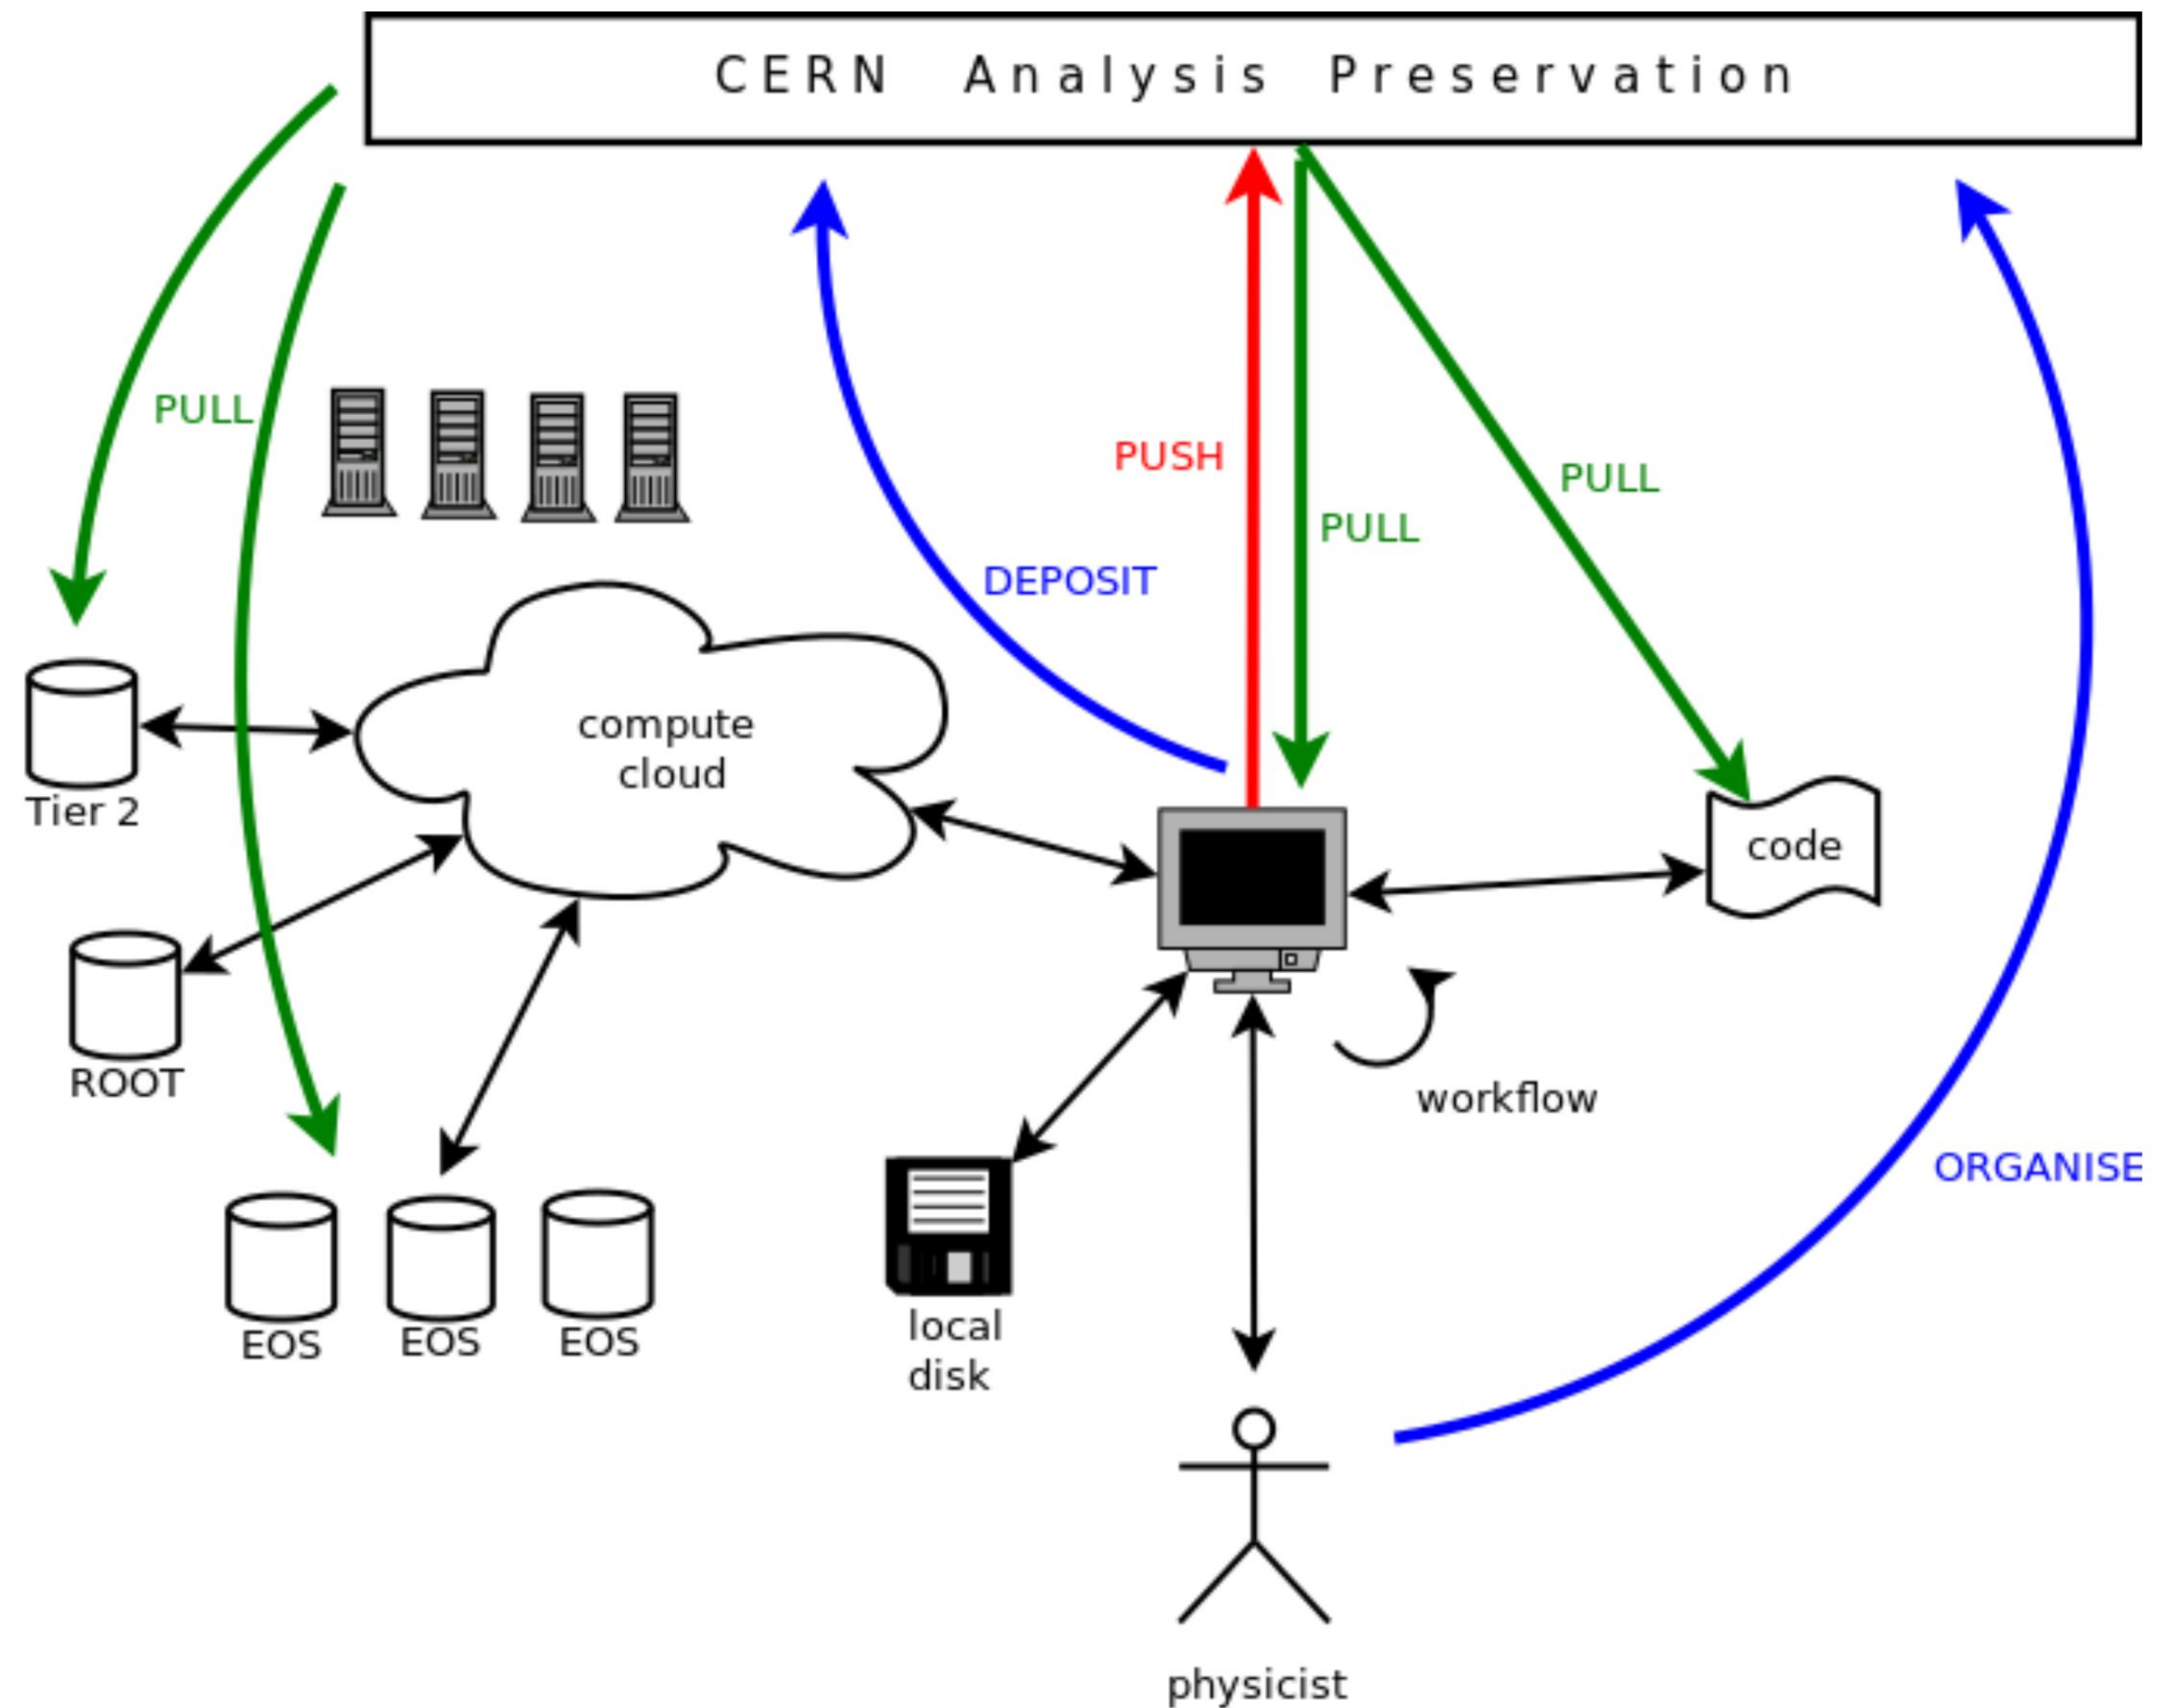 CERN Analysis Preservation
PULL
PUSH
PULL
PULL
DEPOSIT
compute
cloud
Tier 2
code
ROOT
workflow
ORGANISE
EOS
EOS
EOS
local
disk
physicist